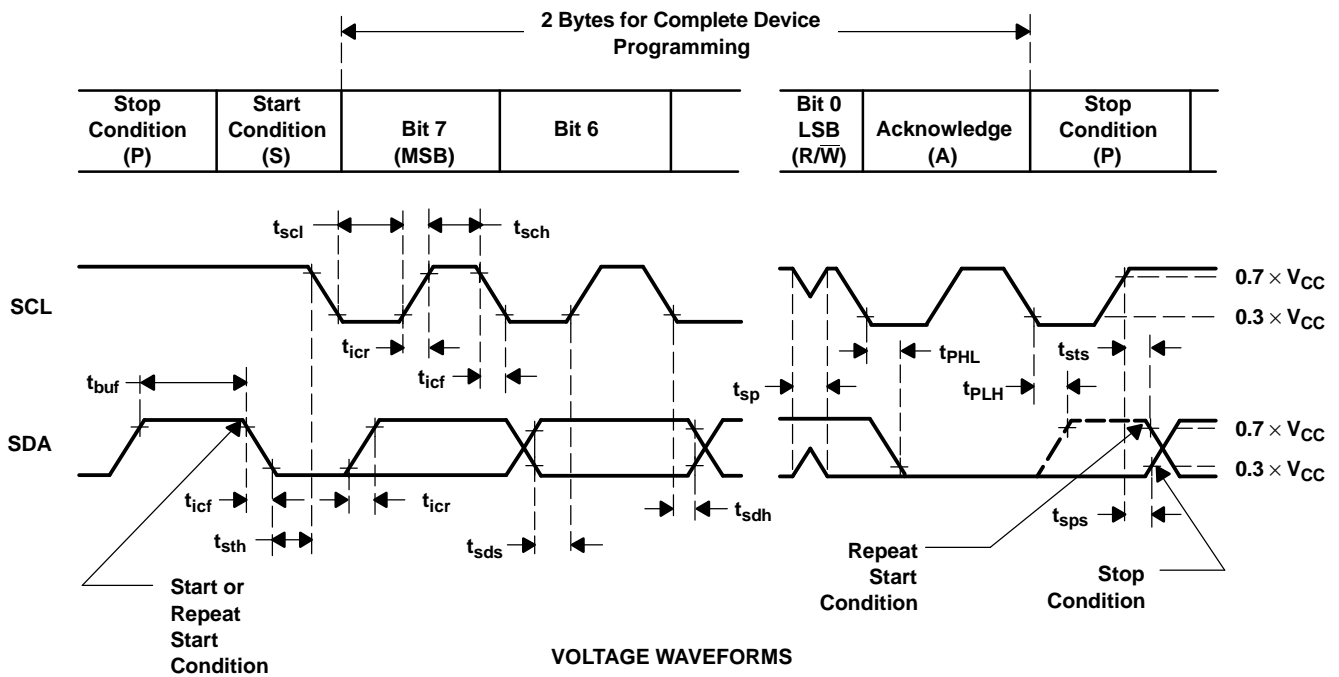 2 Bytes for Complete Device
Programming
Stop
Condition
(P)
Start
Condition
(S)
Bit 7
(MSB)
Bit 6
Bit 0
LSB
(R/W̅)
Acknowledge
(A)
Stop
Condition
(P)
tscl
tsch
SCL
0.7 × VCC
0.3 × VCC
ticr
ticf
tPHL
tsts
tbuf
tsp
tPLH
SDA
0.7 × VCC
0.3 × VCC
ticf
ticr
tsdh
tsth
tsds
tsps
Repeat
Start
Condition
Stop
Condition
Start or
Repeat
Start
Condition
VOLTAGE WAVEFORMS